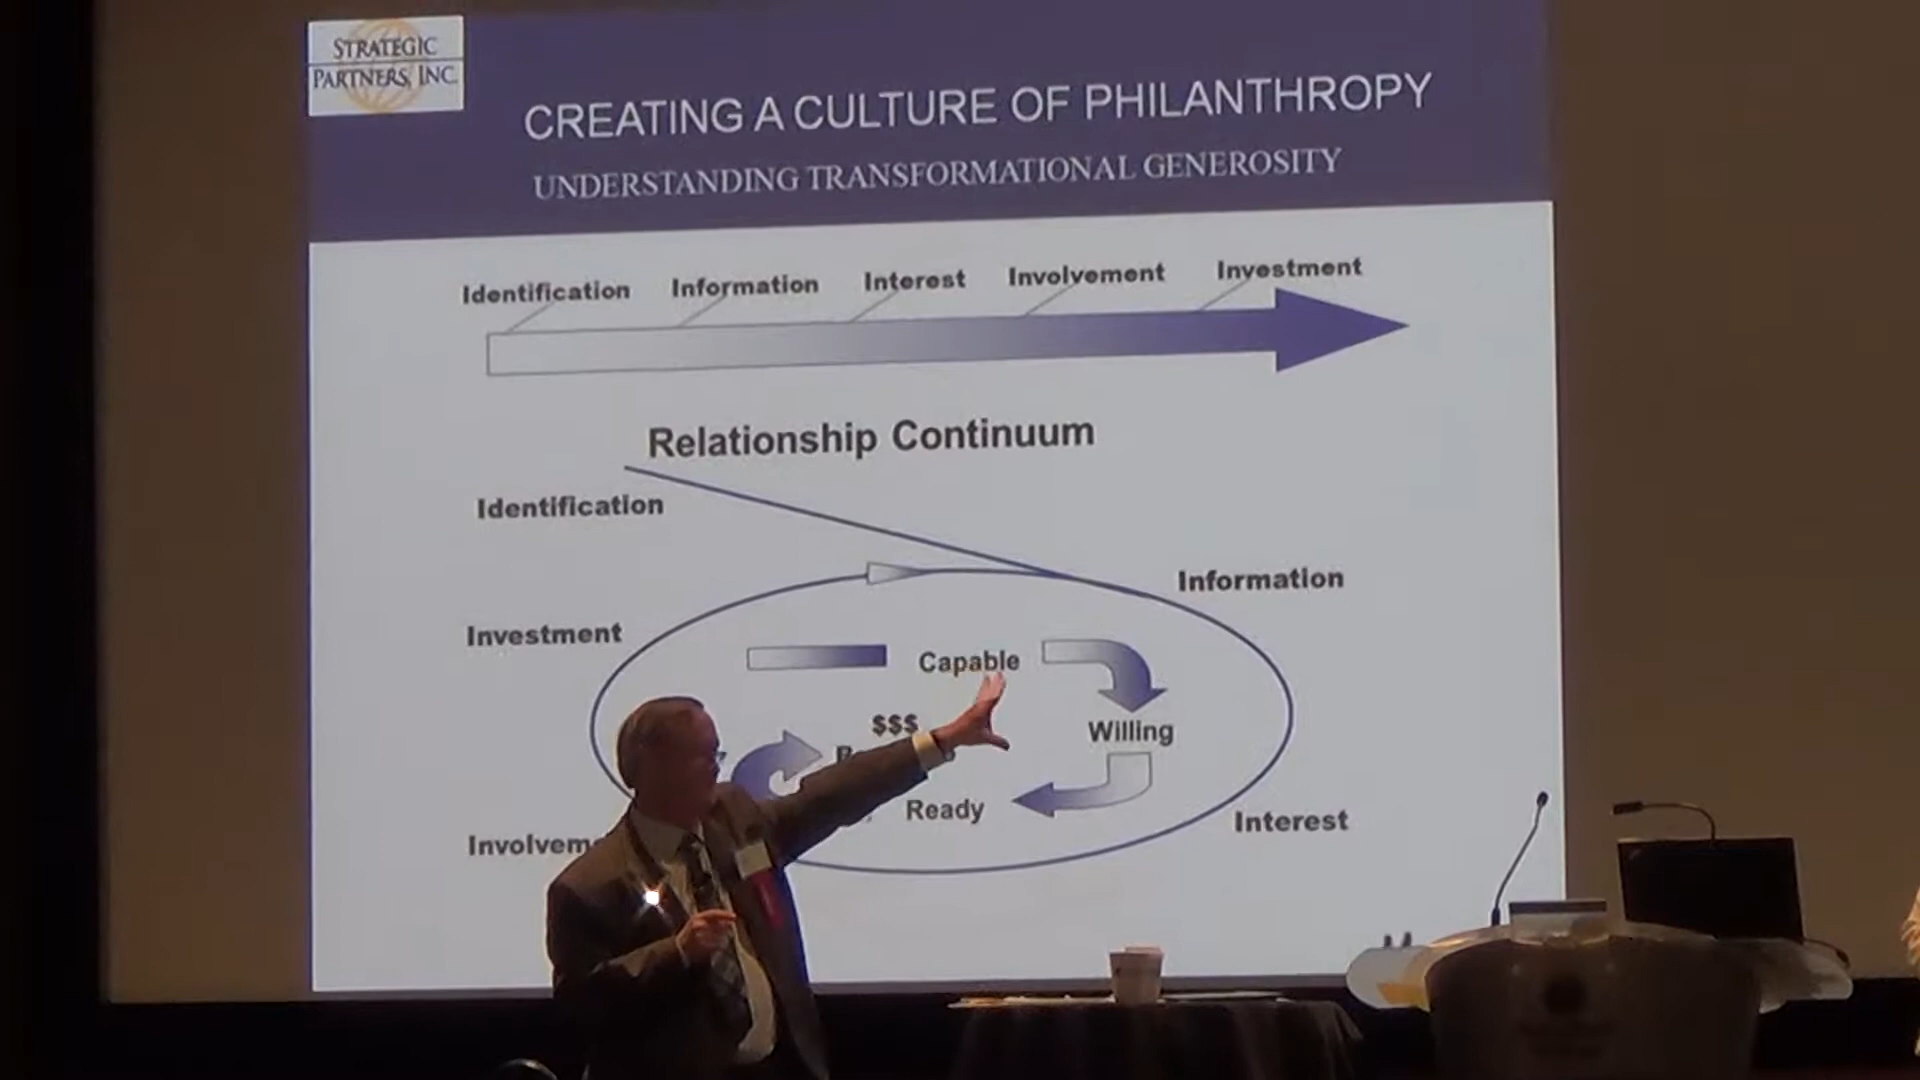 STRATEGIC
PARTNERS, INC.
CREATING A CULTURE OF PHILANTHROPY
UNDERSTANDING TRANSFORMATIONAL GENEROSITY
Identification Information Interest Involvement Investment
Relationship Continuum
Identification
Information
Investment
Capable
$$$
Willing
Ready
Interest